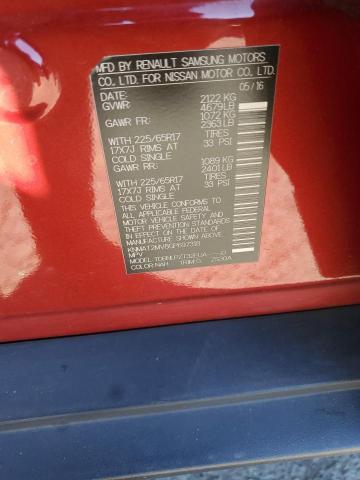 MFD BY RENAULT SAMSUNG MOTORS
CO. LTD. FOR NISSAN MOTOR CO., LTD.
DATE: 05/16
GVWR: 2122 KG
4679LB
GAWR FR: 1072 KG
2363LB
WITH 225/65R17 TIRES
17X7J RIMS AT 33 PSI
COLD SINGLE
GAWR RR: 1089 KG
2401LB
WITH 225/65R17 TIRES
17X7J RIMS AT 33 PSI
COLD SINGLE
THIS VEHICLE CONFORMS TO ALL
APPLICABLE FEDERAL
MOTOR VEHICLE SAFETY AND
THEFT PREVENTION STANDARDS
IN EFFECT ON THE DATE OF
MANUFACTURE SHOWN ABOVE.
MPV
MODEL
COLOR NAH TRIM G